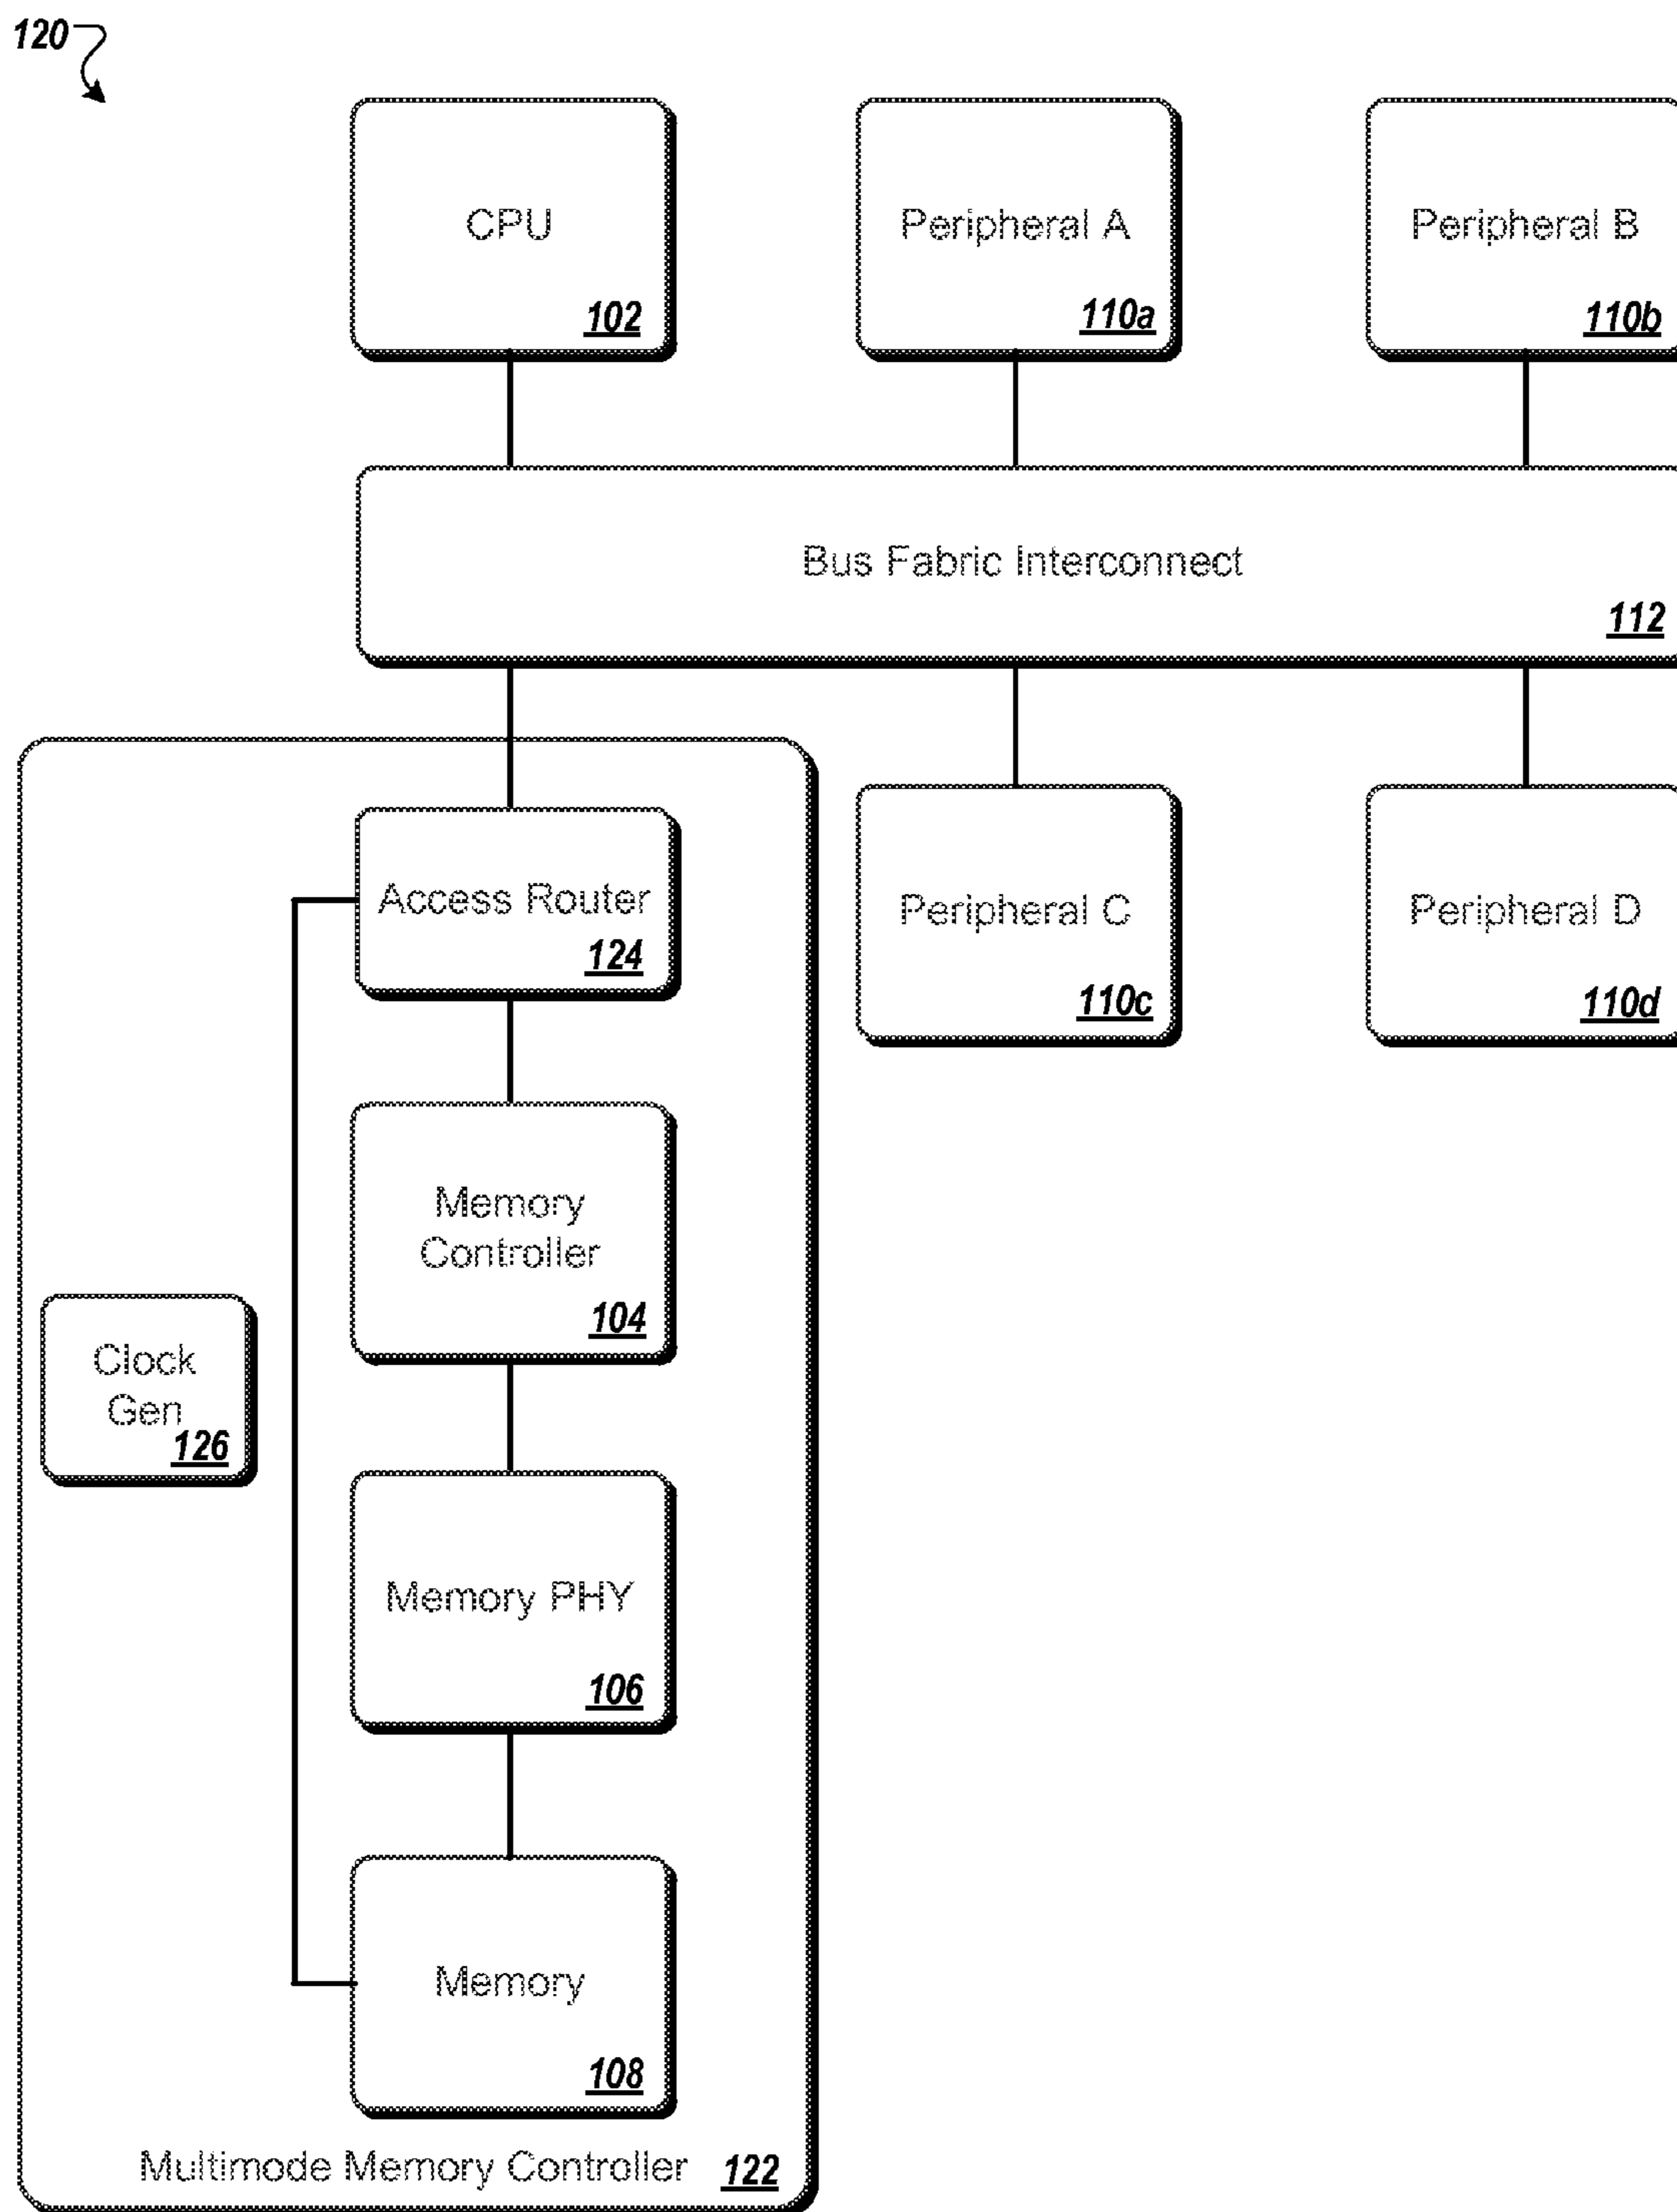 120
CPU
102
Peripheral A
110a
Peripheral B
110b
Bus Fabric Interconnect
112
Access Router
124
Peripheral C
110c
Peripheral D
110d
Memory
Controller
104
Clock
Gen
126
Memory PHY
106
Memory
108
Multimode Memory Controller 122